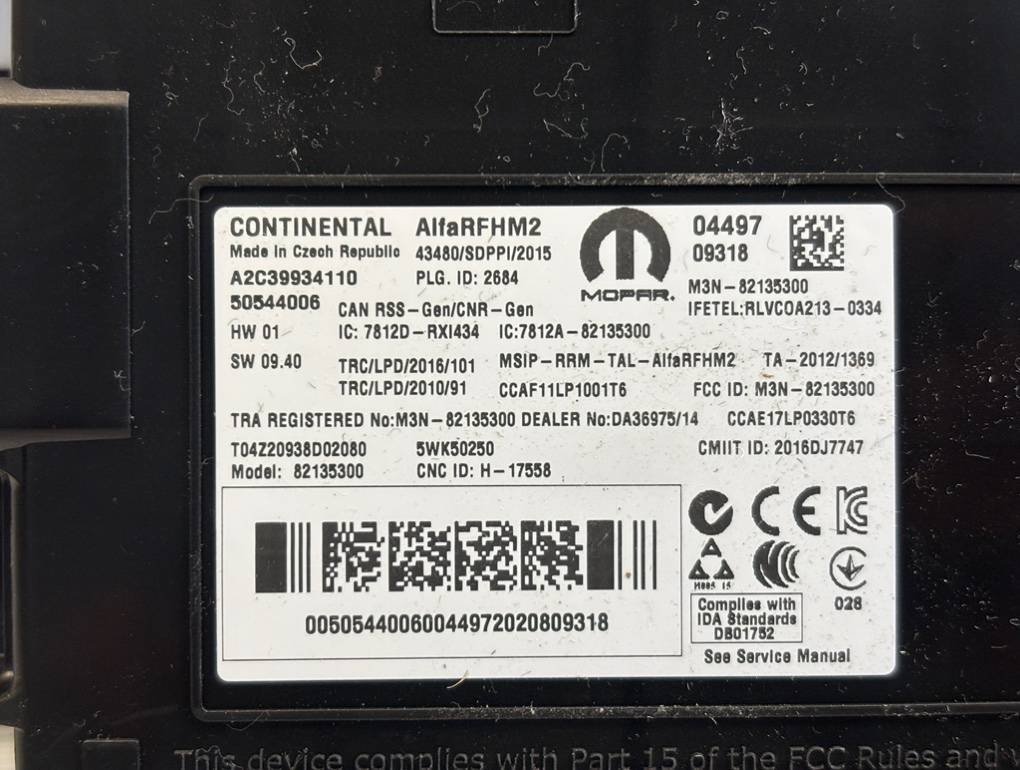 CONTINENTAL AlfaRFHM2 04497
Made in Czech Republic 43480/SDPPI/2015 09318
A2C39934110 PLG. ID: 2684 MOPAR. M3N-82135300
50544006 CAN RSS-Gen/CNR-Gen IFETEL:RLVCOA213-0334
HW 01 IC: 7812D-RXI434 IC:7812A-82135300
SW 09.40 TRC/LPD/2016/101 MSIP-RRM-TAL-AlfaRFHM2 TA-2012/1369
TRC/LPD/2010/91 CCAF11LP1001T6 FCC ID: M3N-82135300
TRA REGISTERED No:M3N-82135300 DEALER No:DA36975/14 CCAE17LP0330T6
T04Z20938D02080 5WK50250 CMIIT ID: 2016DJ7747
Model: 82135300 CNC ID: H-17558
CE
028
Complies with
IDA Standards
DB01752
00505440060044972020809318
See Service Manual
This device complies with Part 15 of the FCC Rules and